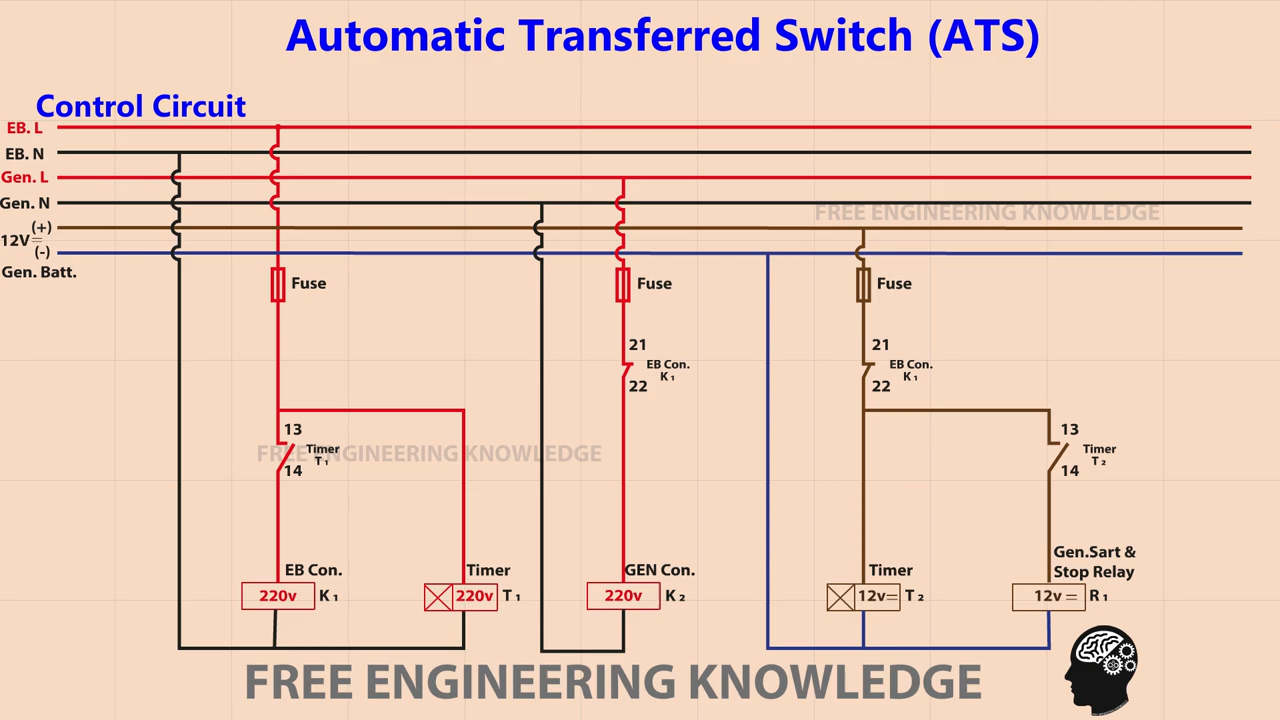 Automatic Transferred Switch (ATS)
Control Circuit
EB. L
EB. N
Gen. L
Gen. N
FREE ENGINEERING KNOWLEDGE
(+)
12V=
(-)
Gen. Batt.
Fuse
Fuse
Fuse
21
EB Con.
K₁
22
21
EB Con.
K₁
22
13
Timer
T₁
14
FREE ENGINEERING KNOWLEDGE
13
Timer
T₂
14
EB Con.
220v K₁
Timer
220v T₁
GEN Con.
220v K₂
Timer
12v= T₂
Gen.Sart &
Stop Relay
12v = R₁
FREE ENGINEERING KNOWLEDGE